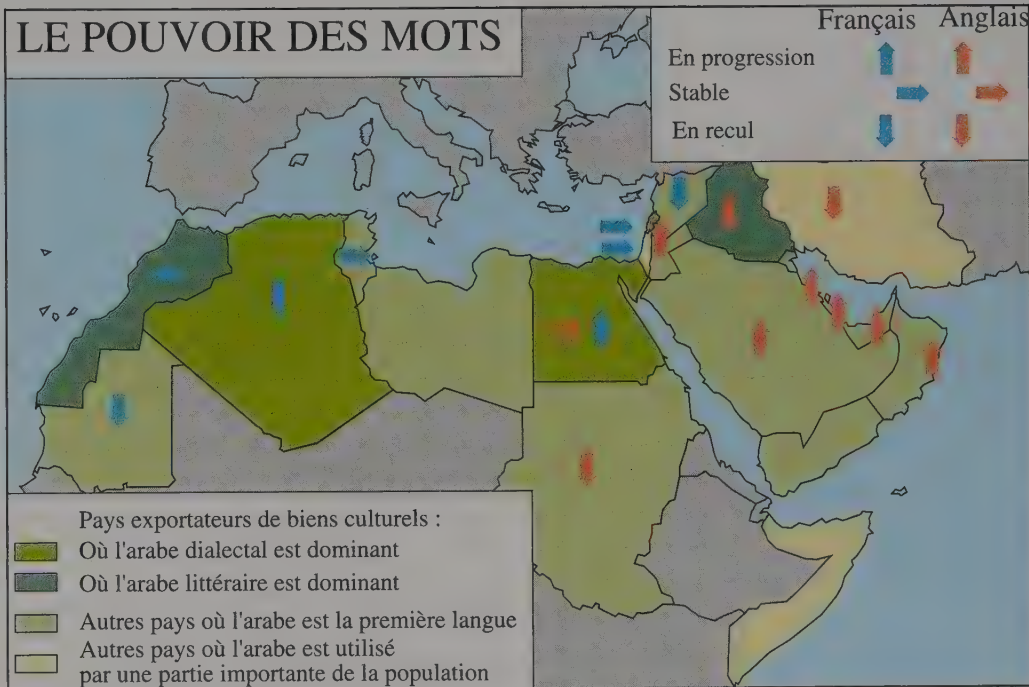 LE POUVOIR DES MOTS
Français Anglais
En progression
Stable
En recul
Pays exportateurs de biens culturels :
Où l'arabe dialectal est dominant
Où l'arabe littéraire est dominant
Autres pays où l'arabe est la première langue
Autres pays où l'arabe est utilisé
par une partie importante de la population